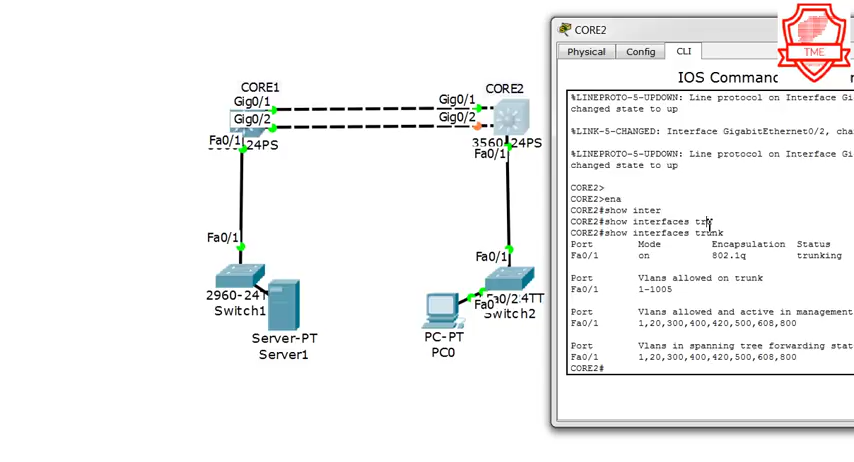 CORE1
Gig0/1
Gig0/2
Fa0/1
24PS
CORE2
Gig0/1
Gig0/2
3560-24PS
Fa0/1
Fa0/1
2960-24T
Switch1
Server-PT
Server1
Fa0/1
Fa0/2
4TT
Switch2
PC-PT
PC0
CORE2
Physical
Config
CLI
TME
IOS Command
%LINEPROTO-5-UPDOWN: Line protocol on Interface Gi
changed state to up
%LINK-5-CHANGED: Interface GigabitEthernet0/2, cha
%LINEPROTO-5-UPDOWN: Line protocol on Interface Gi
changed state to up
CORE2>
CORE2>ena
CORE2#show inter
CORE2#show interfaces try
CORE2#show interfaces trunk
Port Mode Encapsulation Status
Fa0/1 on 802.1q trunking
Port Vlans allowed on trunk
Fa0/1 1-1005
Port Vlans allowed and active in management
Fa0/1 1,20,300,400,420,500,608,800
Port Vlans in spanning tree forwarding stat
Fa0/1 1,20,300,400,420,500,608,800
CORE2#